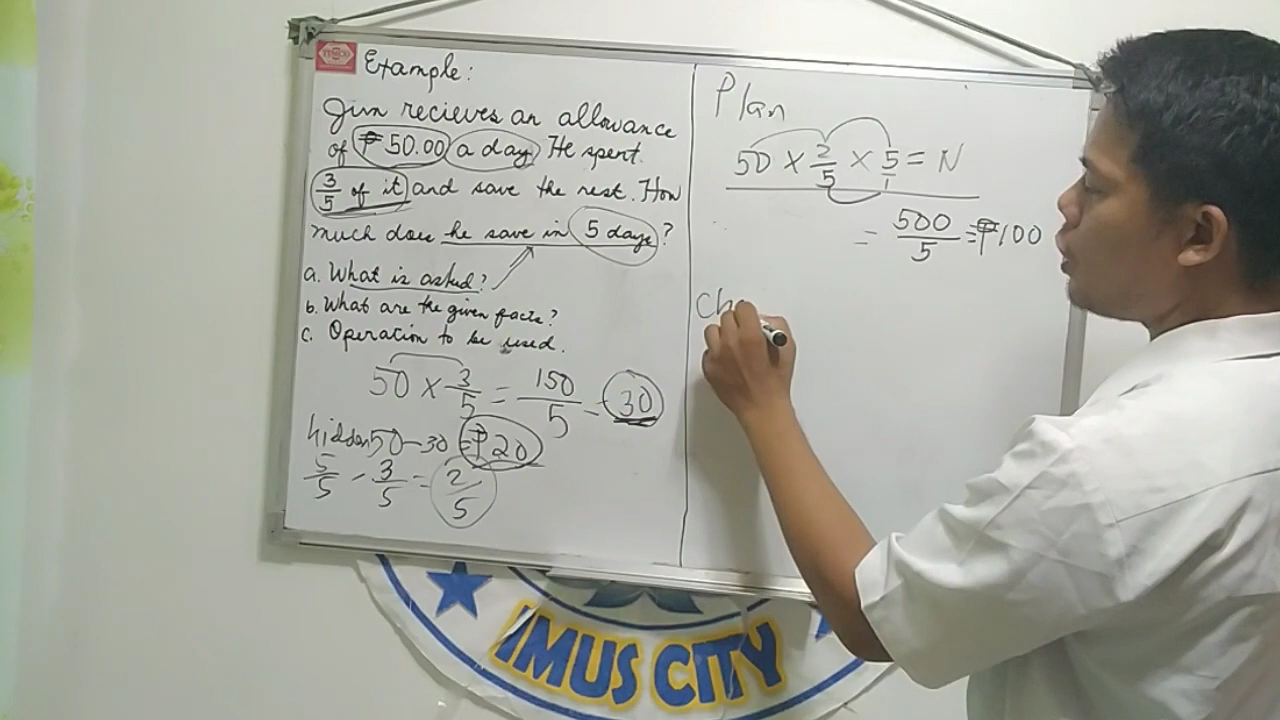 Example:
Jim recieves an allowance
of ₱ 50.00 a day. He spent
3/5 of it and save the rest. How
much does he save in 5 days?
a. What is asked?
b. What are the given facts?
c. Operation to be used.
50 × 3/5 = 150/5 = 30
hidden 50 - 30 = ₱20
5/5 - 3/5 = 2/5
Plan
50 × 2/5 × 5/1 = N
= 500/5 = ₱100
Che
IMUS CITY